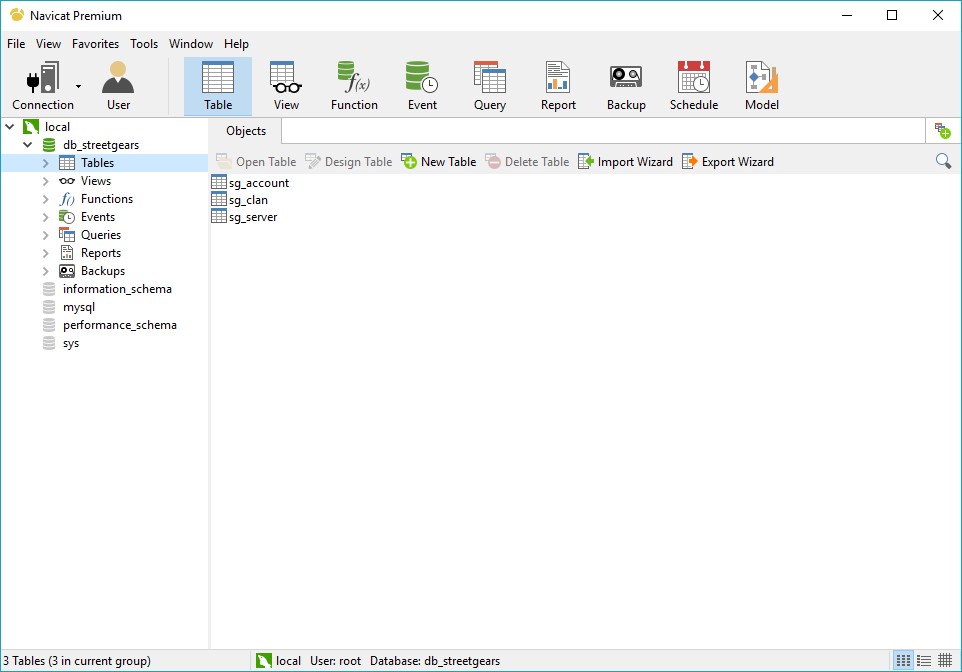 Navicat Premium
File View Favorites Tools Window Help
Connection User Table View Function Event Query Report Backup Schedule Model
f(x)
local
db_streetgears
Tables
Views
Functions
Events
Queries
Reports
Backups
information_schema
mysql
performance_schema
sys
Objects
Open Table Design Table New Table Delete Table Import Wizard Export Wizard
sg_account
sg_clan
sg_server
3 Tables (3 in current group) local User: root Database: db_streetgears